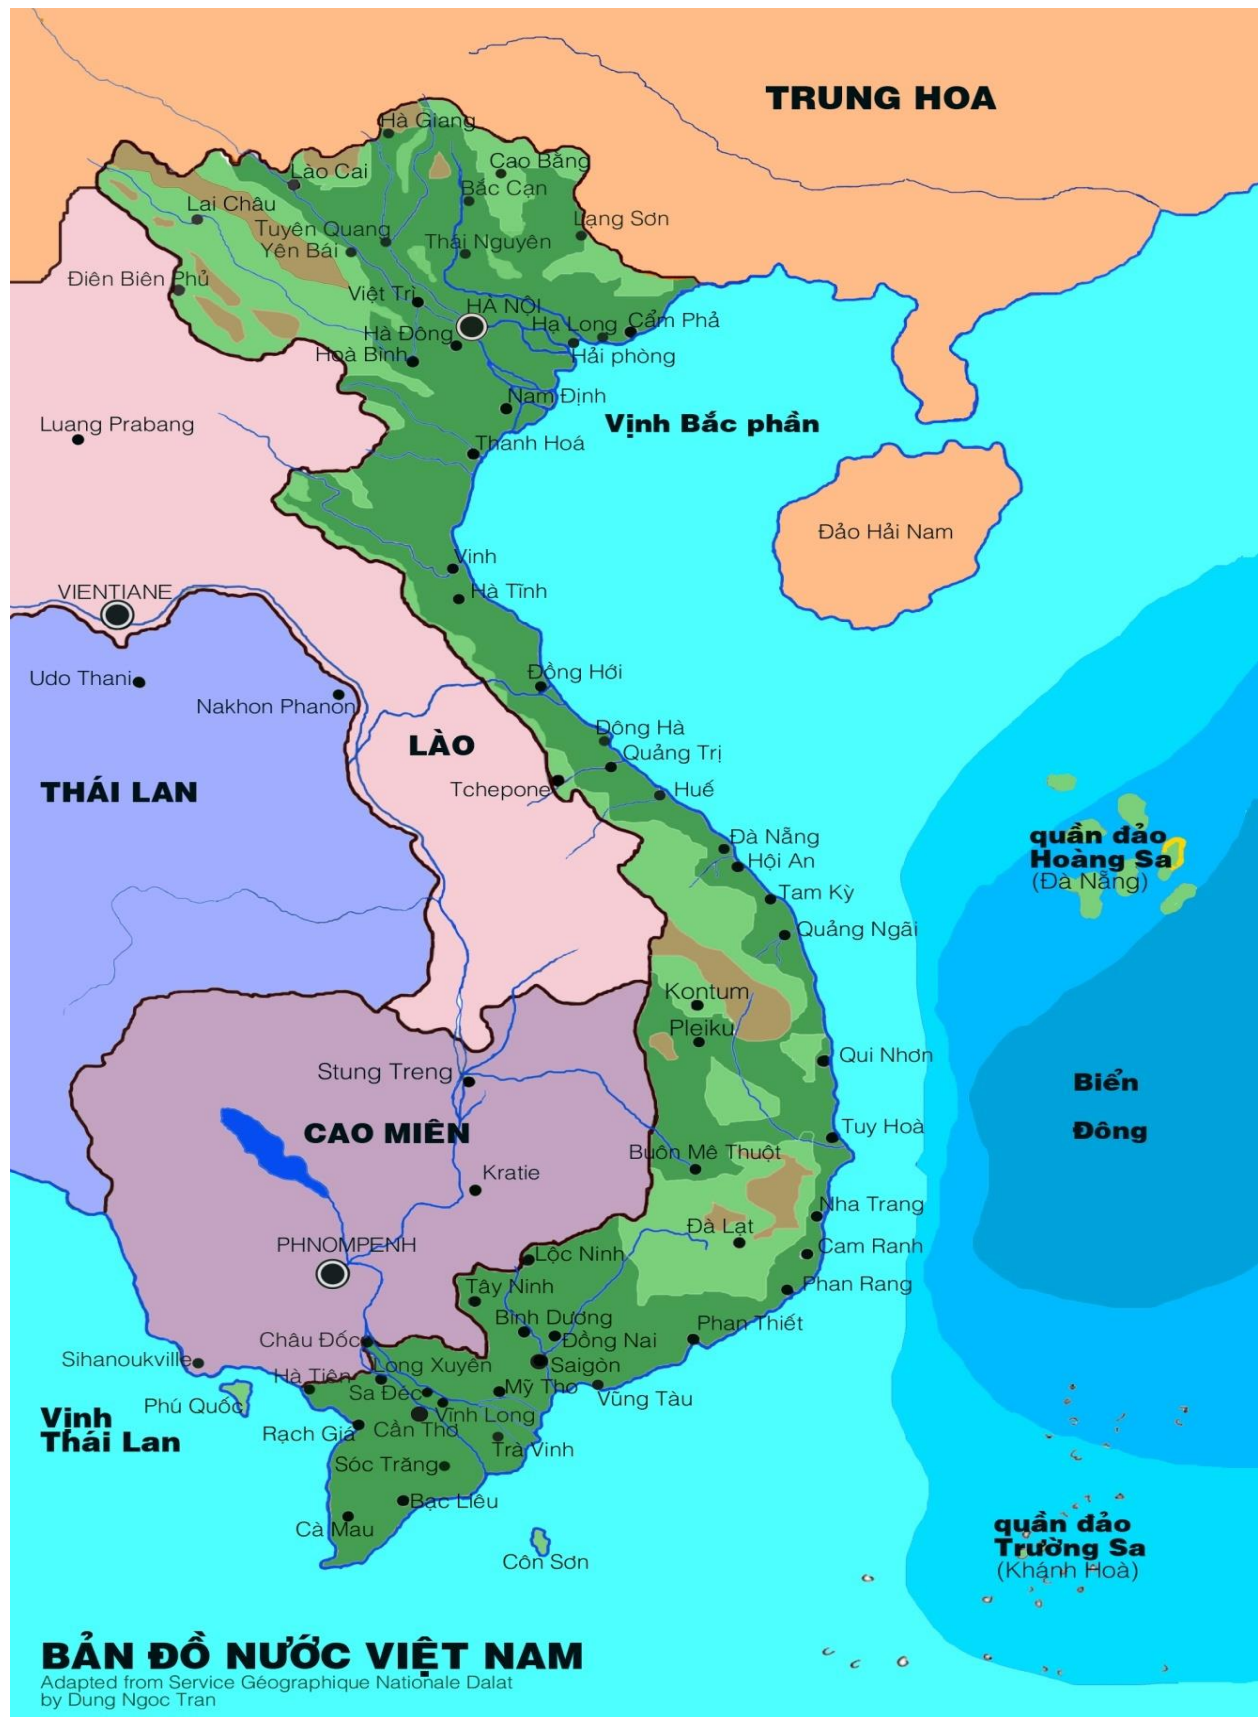 TRUNG HOA
Hà Giang
Cao Bằng
Lào Cai
Bắc Cạn
Lai Châu
Lạng Sơn
Tuyên Quang
Thái Nguyên
Yên Bái
Điên Biên Phủ
Việt Trì
HÀ NỘI
Hà Đông
Hạ Long
Cẩm Phả
Hoà Bình
Hải phòng
Nam Định
Luang Prabang
Vịnh Bắc phần
Thanh Hoá
Đảo Hải Nam
Vinh
VIENTIANE
Hà Tĩnh
Đồng Hới
Udo Thani
Nakhon Phanon
Đông Hà
LÀO
Quảng Trị
THÁI LAN
Tchepone
Huế
Đà Nẵng
quần đảo
Hoàng Sa
(Đà Nẵng)
Hội An
Tam Kỳ
Quảng Ngãi
Kontum
Pleiku
Qui Nhơn
Stung Treng
Biển
Đông
CAO MIÊN
Tuy Hoà
Buôn Mê Thuột
Kratie
Nha Trang
Đà Lạt
PHNOMPENH
Lộc Ninh
Cam Ranh
Tây Ninh
Phan Rang
Bình Dương
Phan Thiết
Châu Đốc
Đồng Nai
Sihanoukville
Long Xuyên
Saigòn
Hà Tiên
Sa Đéc
Mỹ Tho
Vũng Tàu
Phú Quốc
Vĩnh Long
Vịnh
Thái Lan
Rạch Giá
Cần Thơ
Trà Vinh
Sóc Trăng
Bạc Liêu
Cà Mau
quần đảo
Trường Sa
(Khánh Hoà)
Côn Sơn
BẢN ĐỒ NƯỚC VIỆT NAM
Adapted from Service Géographique Nationale Dalat
by Dung Ngoc Tran